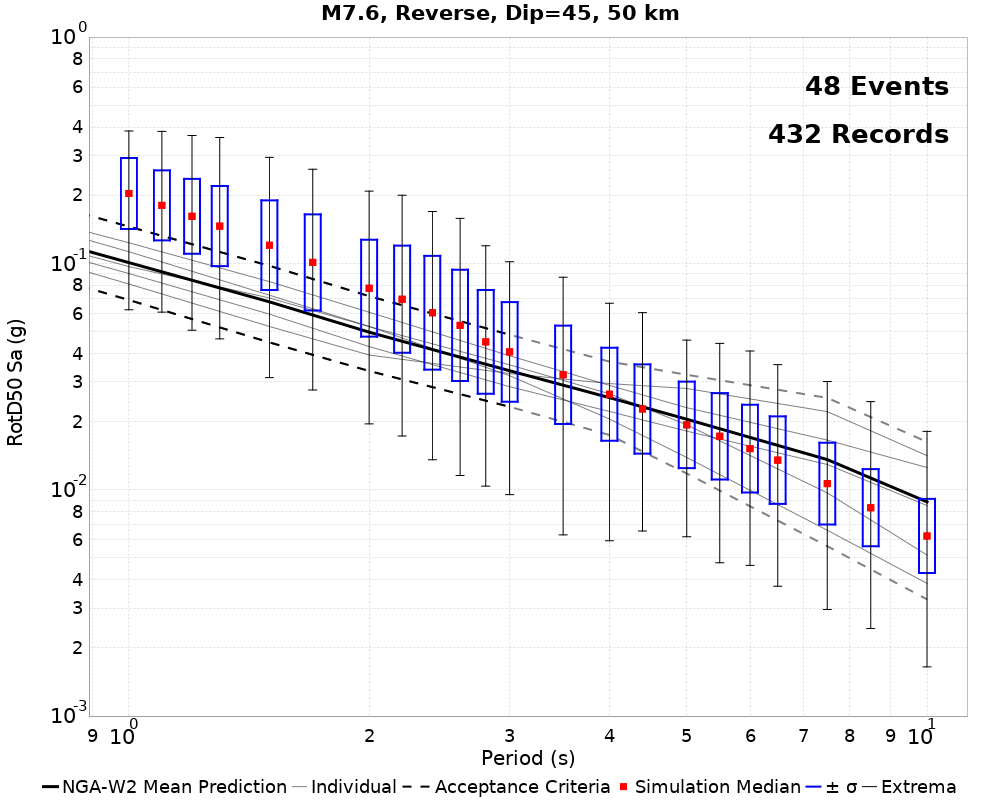 M7.6, Reverse, Dip=45, 50 km
48 Events
432 Records
RotD50 Sa (g)
10^0
8
6
4
3
2
10^-1
8
6
4
3
2
10^-2
8
6
4
3
2
10^-3
9 10^0 2 3 4 5 6 7 8 9 10^1
Period (s)
NGA-W2 Mean Prediction Individual Acceptance Criteria Simulation Median ± σ Extrema